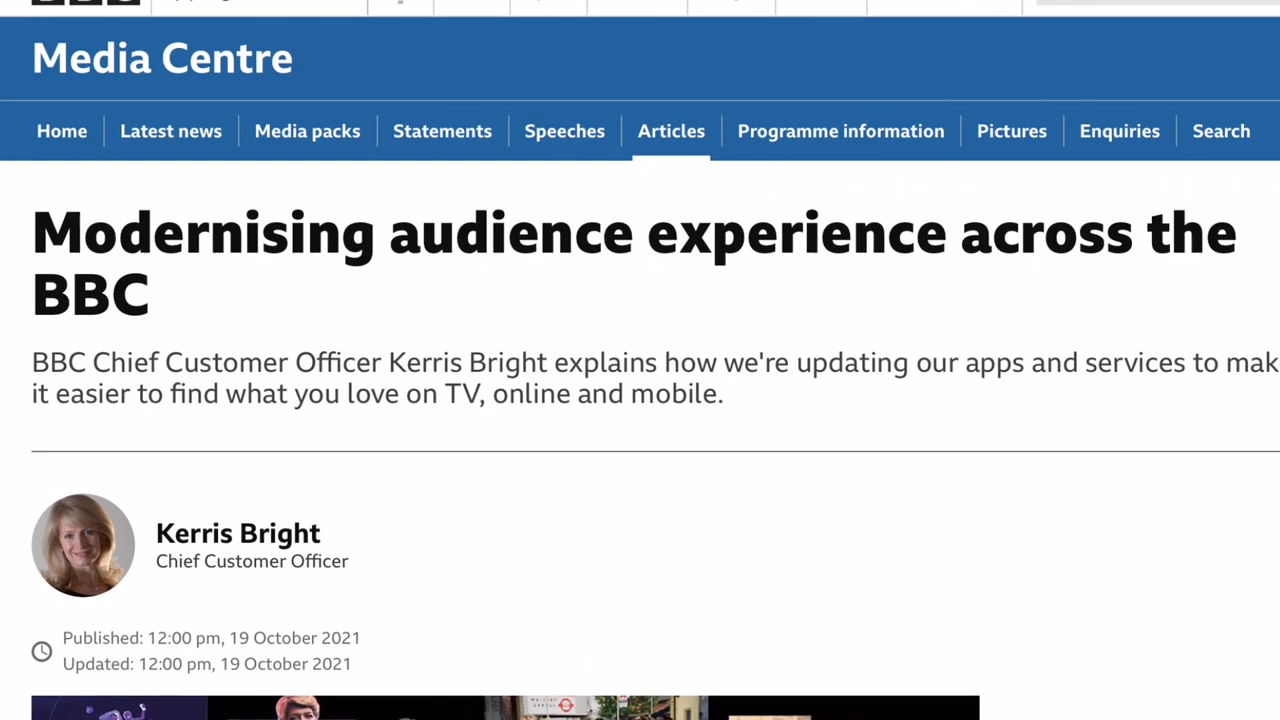 Media Centre
Home Latest news Media packs Statements Speeches Articles Programme information Pictures Enquiries Search
Modernising audience experience across the
BBC
BBC Chief Customer Officer Kerris Bright explains how we're updating our apps and services to mak
it easier to find what you love on TV, online and mobile.
Kerris Bright
Chief Customer Officer
Published: 12:00 pm, 19 October 2021
Updated: 12:00 pm, 19 October 2021